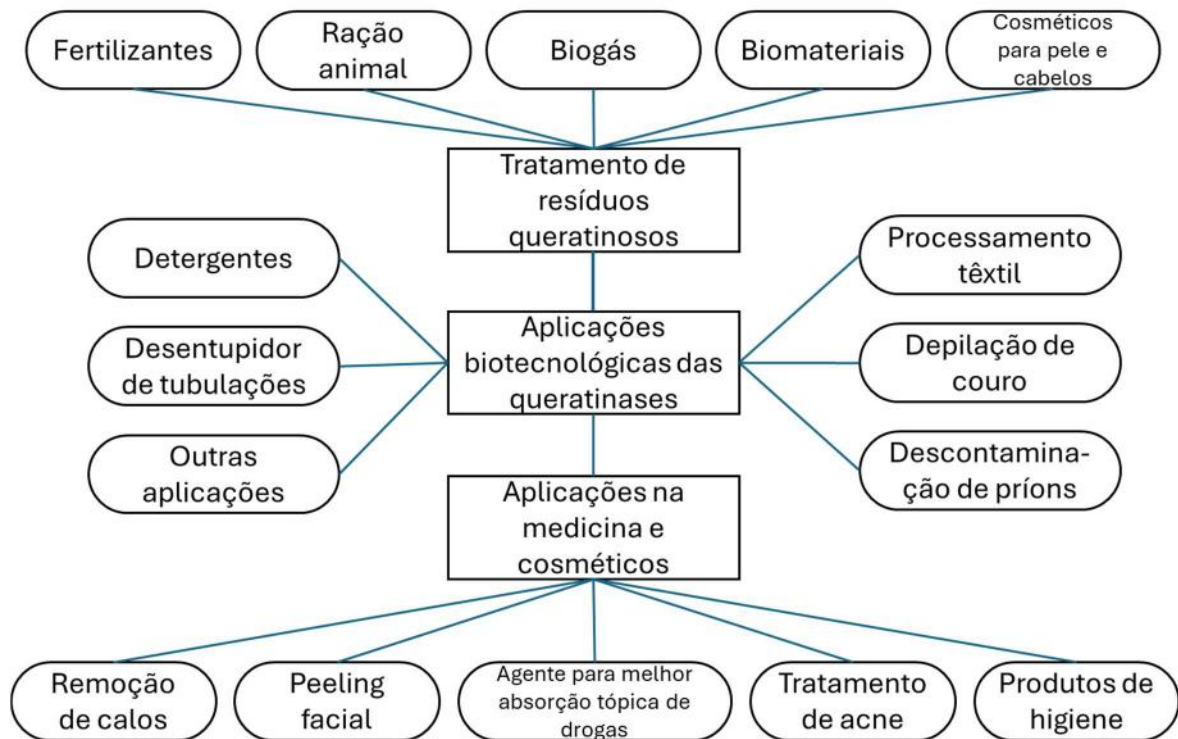 Fertilizantes
Ração
animal
Biogás
Biomateriais
Cosméticos
para pele e
cabelos
Tratamento de
resíduos
queratinosos
Detergentes
Desentupidor
de tubulações
Outras
aplicações
Aplicações
biotecnológicas das
queratinases
Processamento
têxtil
Depilação de
couro
Descontamina-
ção de príons
Aplicações na
medicina e
cosméticos
Remoção
de calos
Peeling
facial
Agente para melhor
absorção tópica de
drogas
Tratamento
de acne
Produtos de
higiene